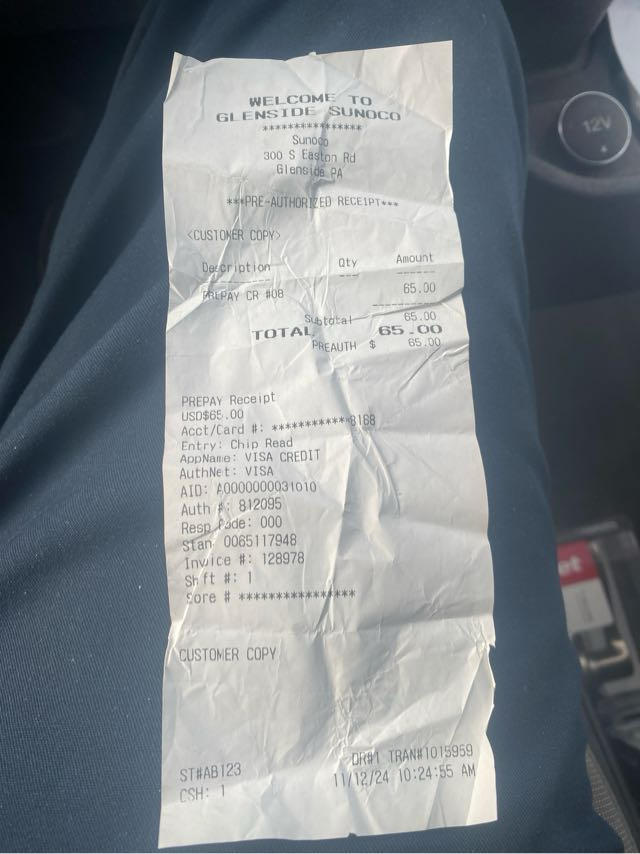 WELCOME TO
GLENSIDE SUNOCO
****************
Sunoco
300 S Easton Rd
Glenside PA
***PRE-AUTHORIZED RECEIPT***
<CUSTOMER COPY>
Description Qty Amount
PREPAY CR #08 65.00
Subtotal 65.00
TOTAL 65.00
PREAUTH $ 65.00
PREPAY Receipt
USD$65.00
Acct/Card #: ************8168
Entry: Chip Read
AppName: VISA CREDIT
AuthNet: VISA
AID: A0000000031010
Auth #: 812095
Resp Code: 000
Stan 0065117948
Invoice #: 128978
Shift #: 1
Sore # ****************
CUSTOMER COPY
ST#AB123 DR#1 TRAN#1015959
CSH: 1 11/12/24 10:24:55 AM
12V
et